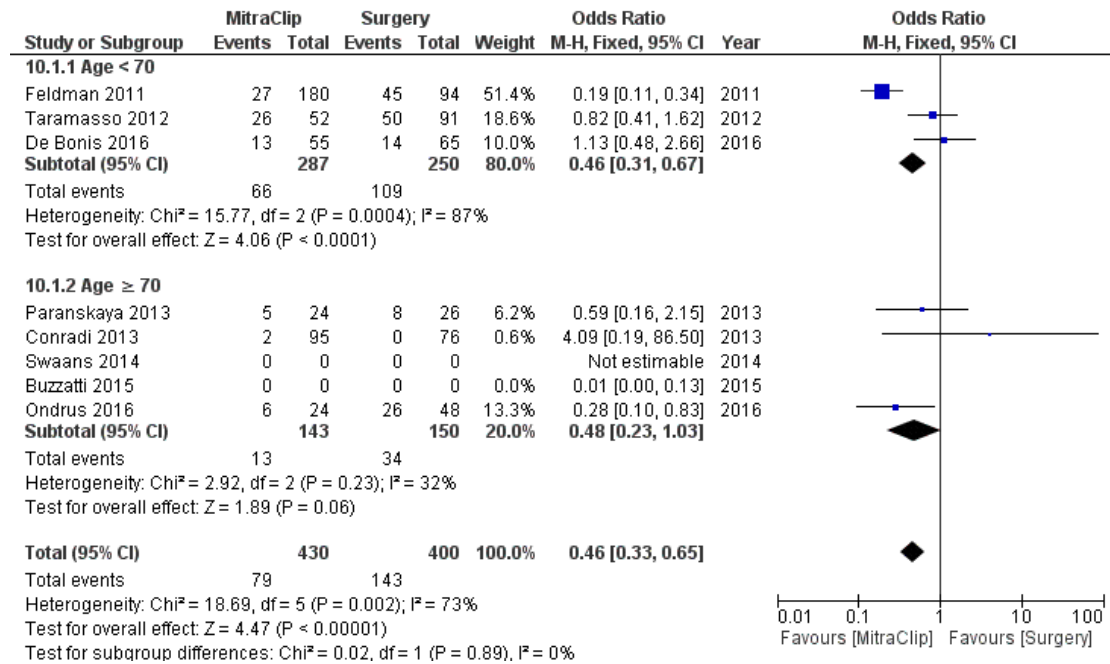 MitraClip Surgery Odds Ratio Odds Ratio
Study or Subgroup Events Total Events Total Weight M-H, Fixed, 95% CI Year M-H, Fixed, 95% CI
10.1.1 Age < 70
Feldman 2011 27 180 45 94 51.4% 0.19 [0.11, 0.34] 2011
Taramasso 2012 26 52 50 91 18.6% 0.82 [0.41, 1.62] 2012
De Bonis 2016 13 55 14 65 10.0% 1.13 [0.48, 2.66] 2016
Subtotal (95% CI) 287 250 80.0% 0.46 [0.31, 0.67]
Total events 66 109
Heterogeneity: Chi² = 15.77, df = 2 (P = 0.0004); I² = 87%
Test for overall effect: Z = 4.06 (P < 0.0001)
10.1.2 Age ≥ 70
Paranskaya 2013 5 24 8 26 6.2% 0.59 [0.16, 2.15] 2013
Conradi 2013 2 95 0 76 0.6% 4.09 [0.19, 86.50] 2013
Swaans 2014 0 0 0 0 Not estimable 2014
Buzzatti 2015 0 0 0 0 0.0% 0.01 [0.00, 0.13] 2015
Ondrus 2016 6 24 26 48 13.3% 0.28 [0.10, 0.83] 2016
Subtotal (95% CI) 143 150 20.0% 0.48 [0.23, 1.03]
Total events 13 34
Heterogeneity: Chi² = 2.92, df = 2 (P = 0.23); I² = 32%
Test for overall effect: Z = 1.89 (P = 0.06)
Total (95% CI) 430 400 100.0% 0.46 [0.33, 0.65]
Total events 79 143
Heterogeneity: Chi² = 18.69, df = 5 (P = 0.002); I² = 73%
Test for overall effect: Z = 4.47 (P < 0.00001)
Test for subgroup differences: Chi² = 0.02, df = 1 (P = 0.89), I² = 0%
0.01 0.1 1 10 100
Favours [MitraClip] Favours [Surgery]